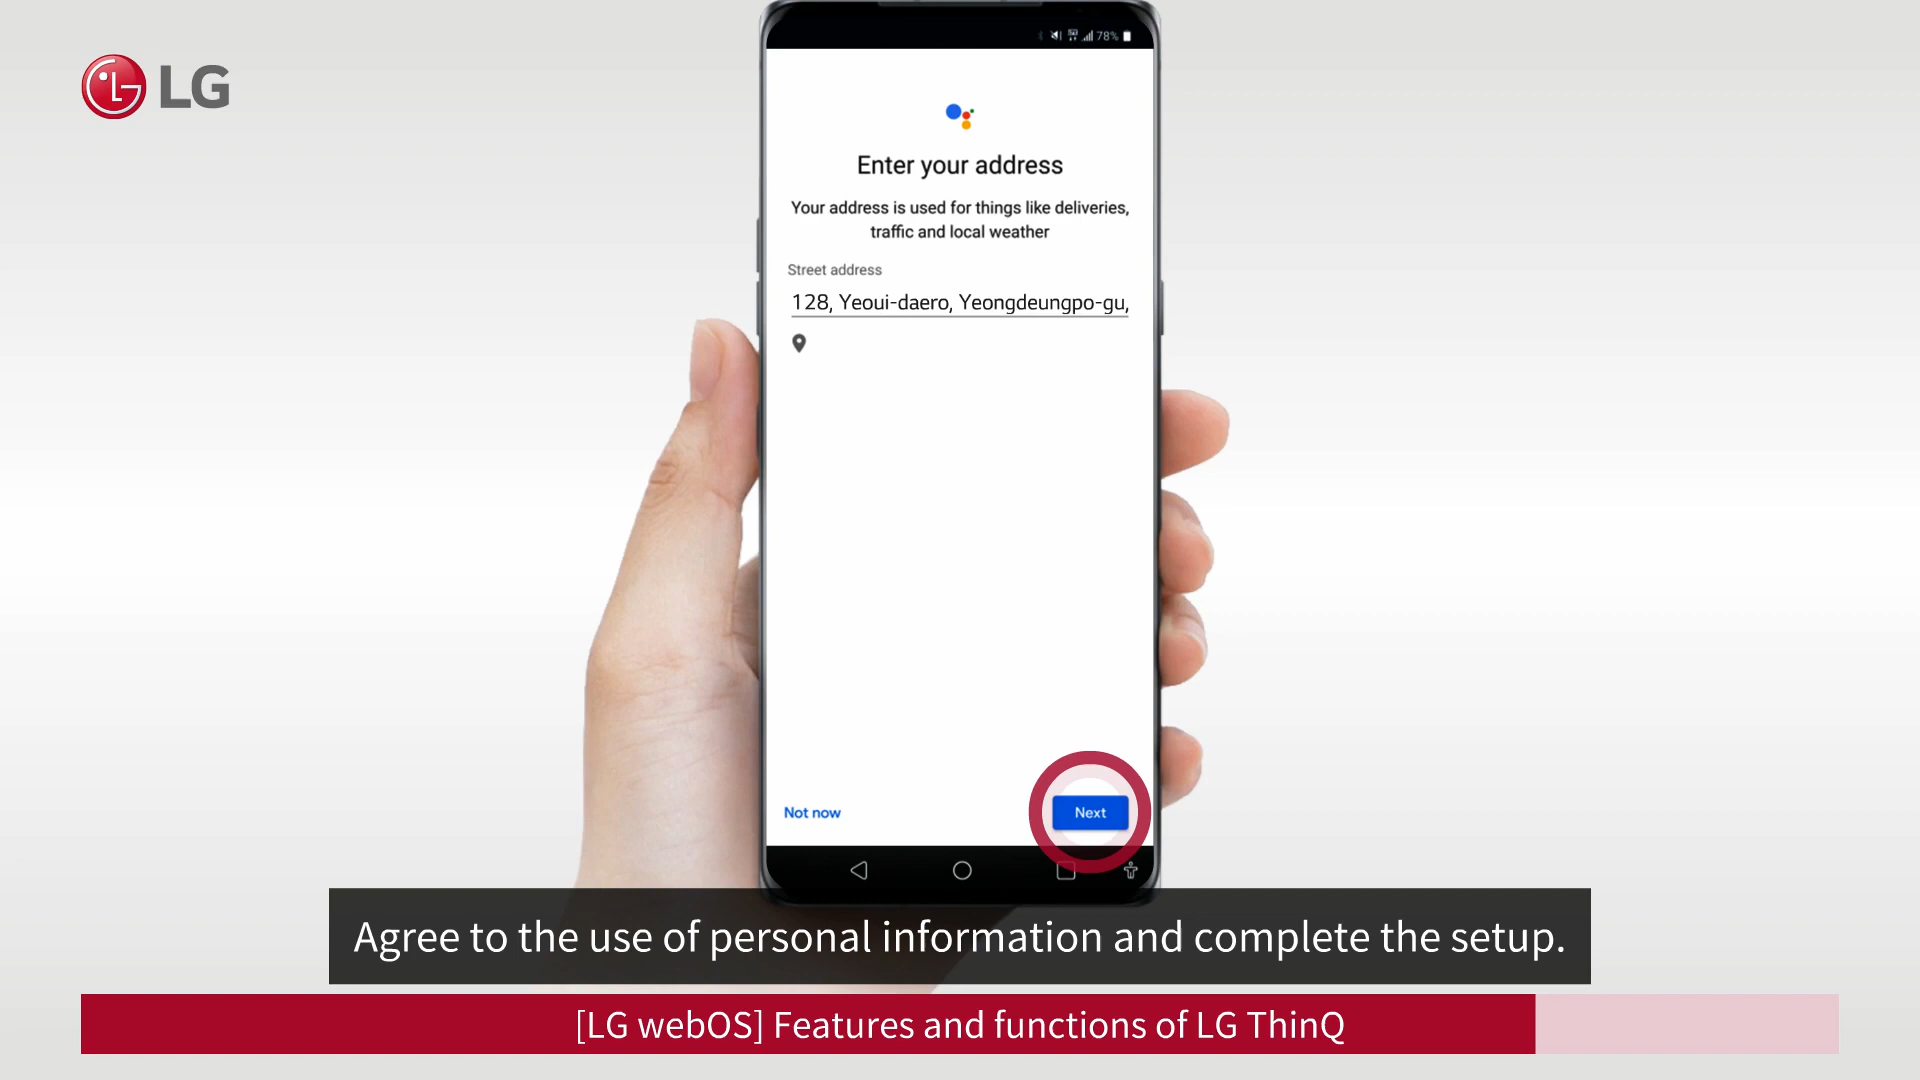 LG
78%
Enter your address
Your address is used for things like deliveries,
traffic and local weather
Street address
128, Yeoui-daero, Yeongdeungpo-gu,
Not now
Next
Agree to the use of personal information and complete the setup.
[LG webOS] Features and functions of LG ThinQ